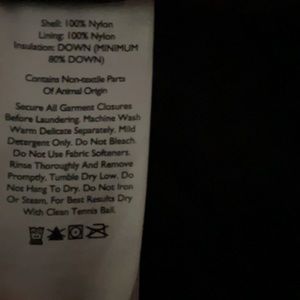 Shell: 100% Nylon
Lining: 100% Nylon
Insulation: DOWN (MINIMUM
80% DOWN)
Contains Non-textile Parts
Of Animal Origin
Secure All Garment Closures
Before Laundering. Machine Wash
Warm Delicate Separately. Mild
Detergent Only. Do Not Bleach.
Do Not Use Fabric Softeners.
Rinse Thoroughly And Remove
Promptly. Tumble Dry Low. Do
Not Hang To Dry. Do Not Iron
Or Steam. For Best Results Dry
With Clean Tennis Ball.